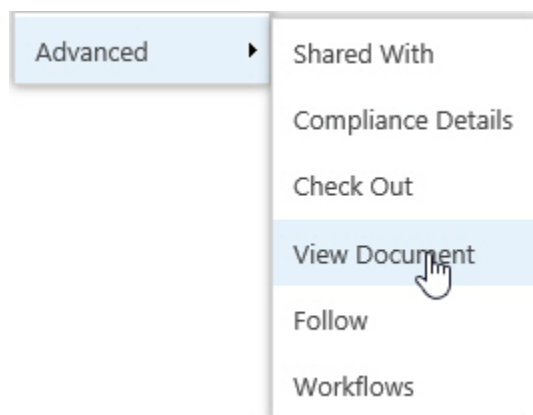 Advanced
Shared With
Compliance Details
Check Out
View Document
Follow
Workflows